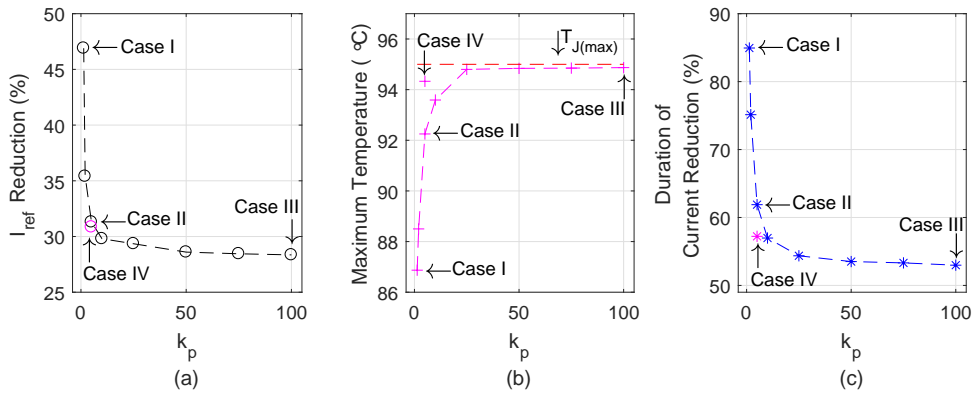 I_ref Reduction (%)
50
45
40
35
30
25
0
50
100
k_p
Case I
Case II
Case III
Case IV
(a)
Maximum Temperature ( °C)
96
94
92
90
88
86
0
50
100
k_p
Case IV
T_J(max)
Case III
Case II
Case I
(b)
Duration of
Current Reduction (%)
90
80
70
60
50
0
50
100
k_p
Case I
Case II
Case III
Case IV
(c)